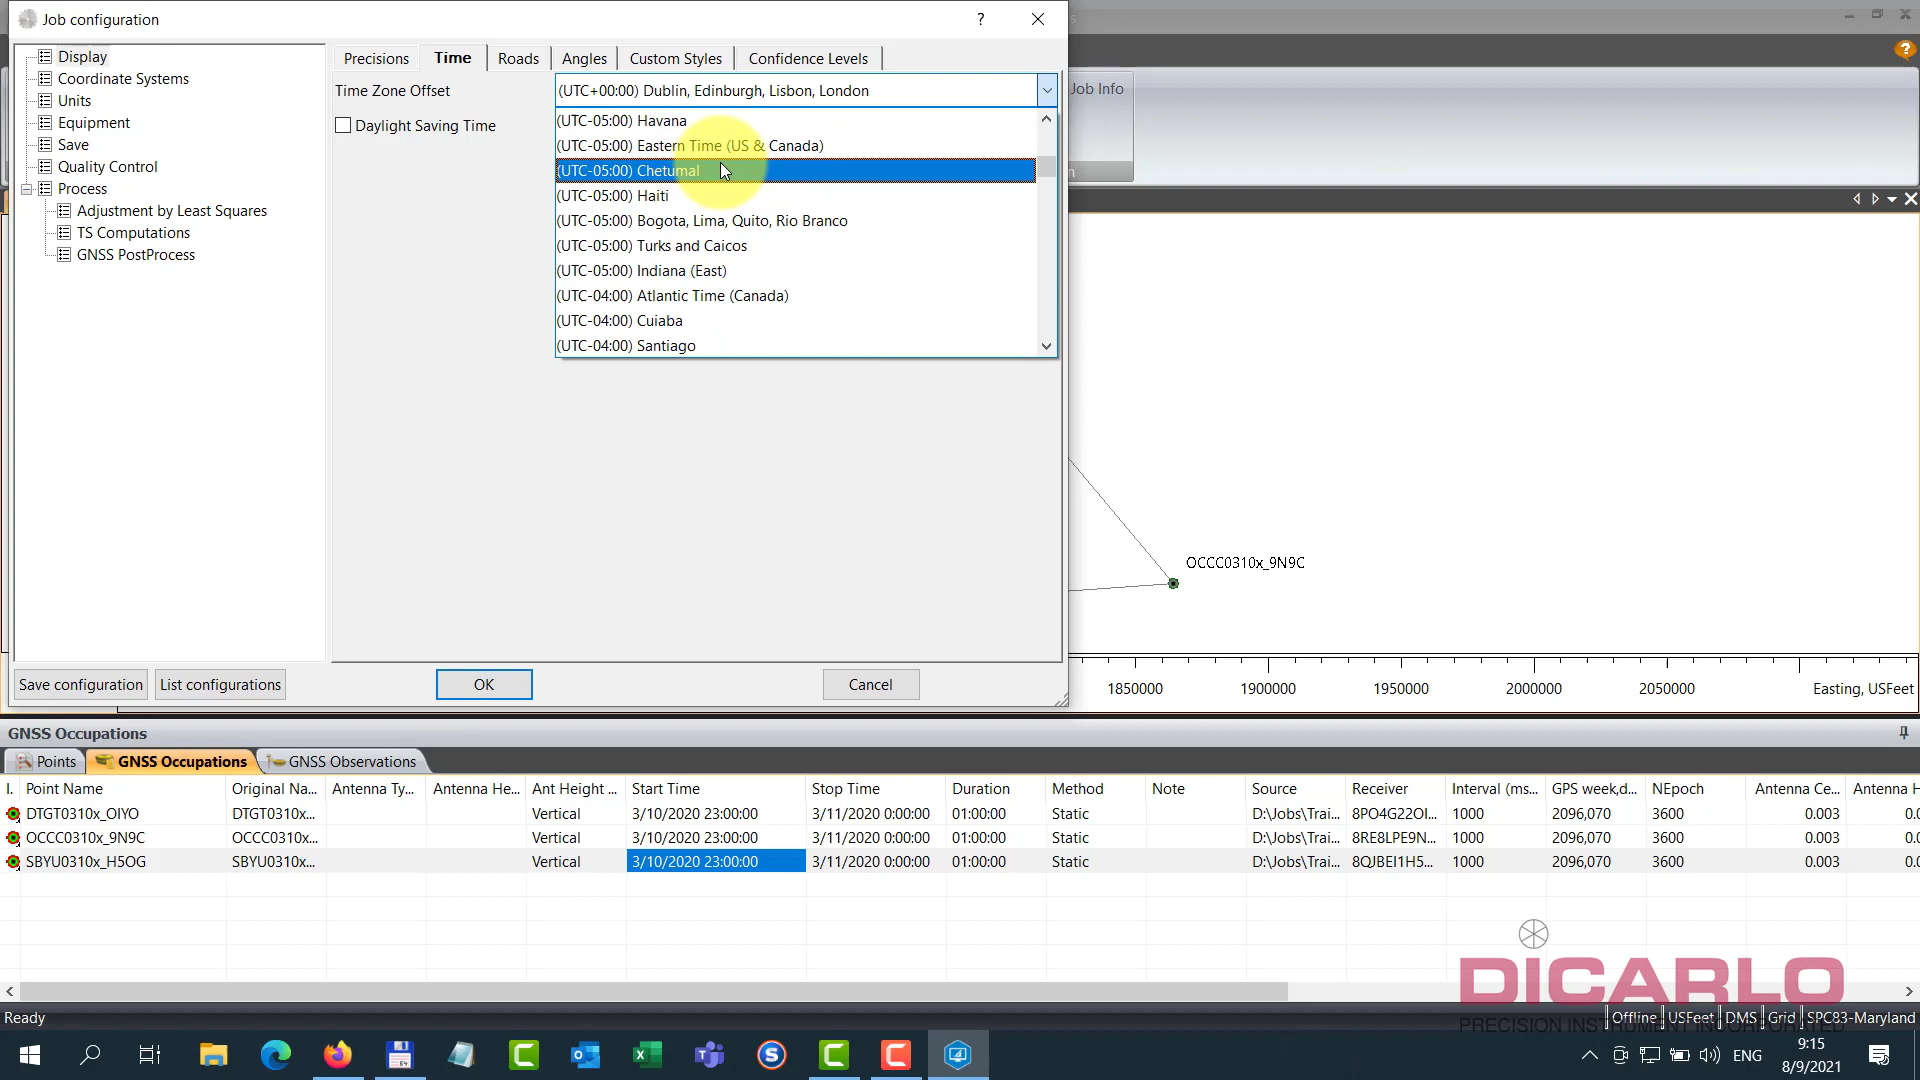 Job configuration
?
Display
Coordinate Systems
Units
Equipment
Save
Quality Control
Process
Adjustment by Least Squares
TS Computations
GNSS PostProcess
Precisions Time Roads Angles Custom Styles Confidence Levels
Time Zone Offset
(UTC+00:00) Dublin, Edinburgh, Lisbon, London
Daylight Saving Time
(UTC-05:00) Havana
(UTC-05:00) Eastern Time (US & Canada)
(UTC-05:00) Chetumal
(UTC-05:00) Haiti
(UTC-05:00) Bogota, Lima, Quito, Rio Branco
(UTC-05:00) Turks and Caicos
(UTC-05:00) Indiana (East)
(UTC-04:00) Atlantic Time (Canada)
(UTC-04:00) Cuiaba
(UTC-04:00) Santiago
Save configuration List configurations OK Cancel
Job Info
OCCC0310x_9N9C
1850000 1900000 1950000 2000000 2050000 Easting, USFeet
GNSS Occupations
Points GNSS Occupations GNSS Observations
I. Point Name Original Na... Antenna Ty... Antenna He... Ant Height ... Start Time Stop Time Duration Method Note Source Receiver Interval (ms... GPS week,d... NEpoch Antenna Ce... Antenna H
DTGT0310x_OIYO DTGT0310x... Vertical 3/10/2020 23:00:00 3/11/2020 0:00:00 01:00:00 Static D:\Jobs\Trai... 8PO4G22OI... 1000 2096,070 3600 0.003 0.0
OCCC0310x_9N9C OCCC0310x... Vertical 3/10/2020 23:00:00 3/11/2020 0:00:00 01:00:00 Static D:\Jobs\Trai... 8RE8LPE9N... 1000 2096,070 3600 0.003 0.0
SBYU0310x_H5OG SBYU0310x... Vertical 3/10/2020 23:00:00 3/11/2020 0:00:00 01:00:00 Static D:\Jobs\Trai... 8QJBEI1H5... 1000 2096,070 3600 0.003 0.0
DICARLO
PRECISION INSTRUMENT INCORPORATED
Ready
Offline USFeet DMS Grid SPC83-Maryland
ENG
9:15
8/9/2021